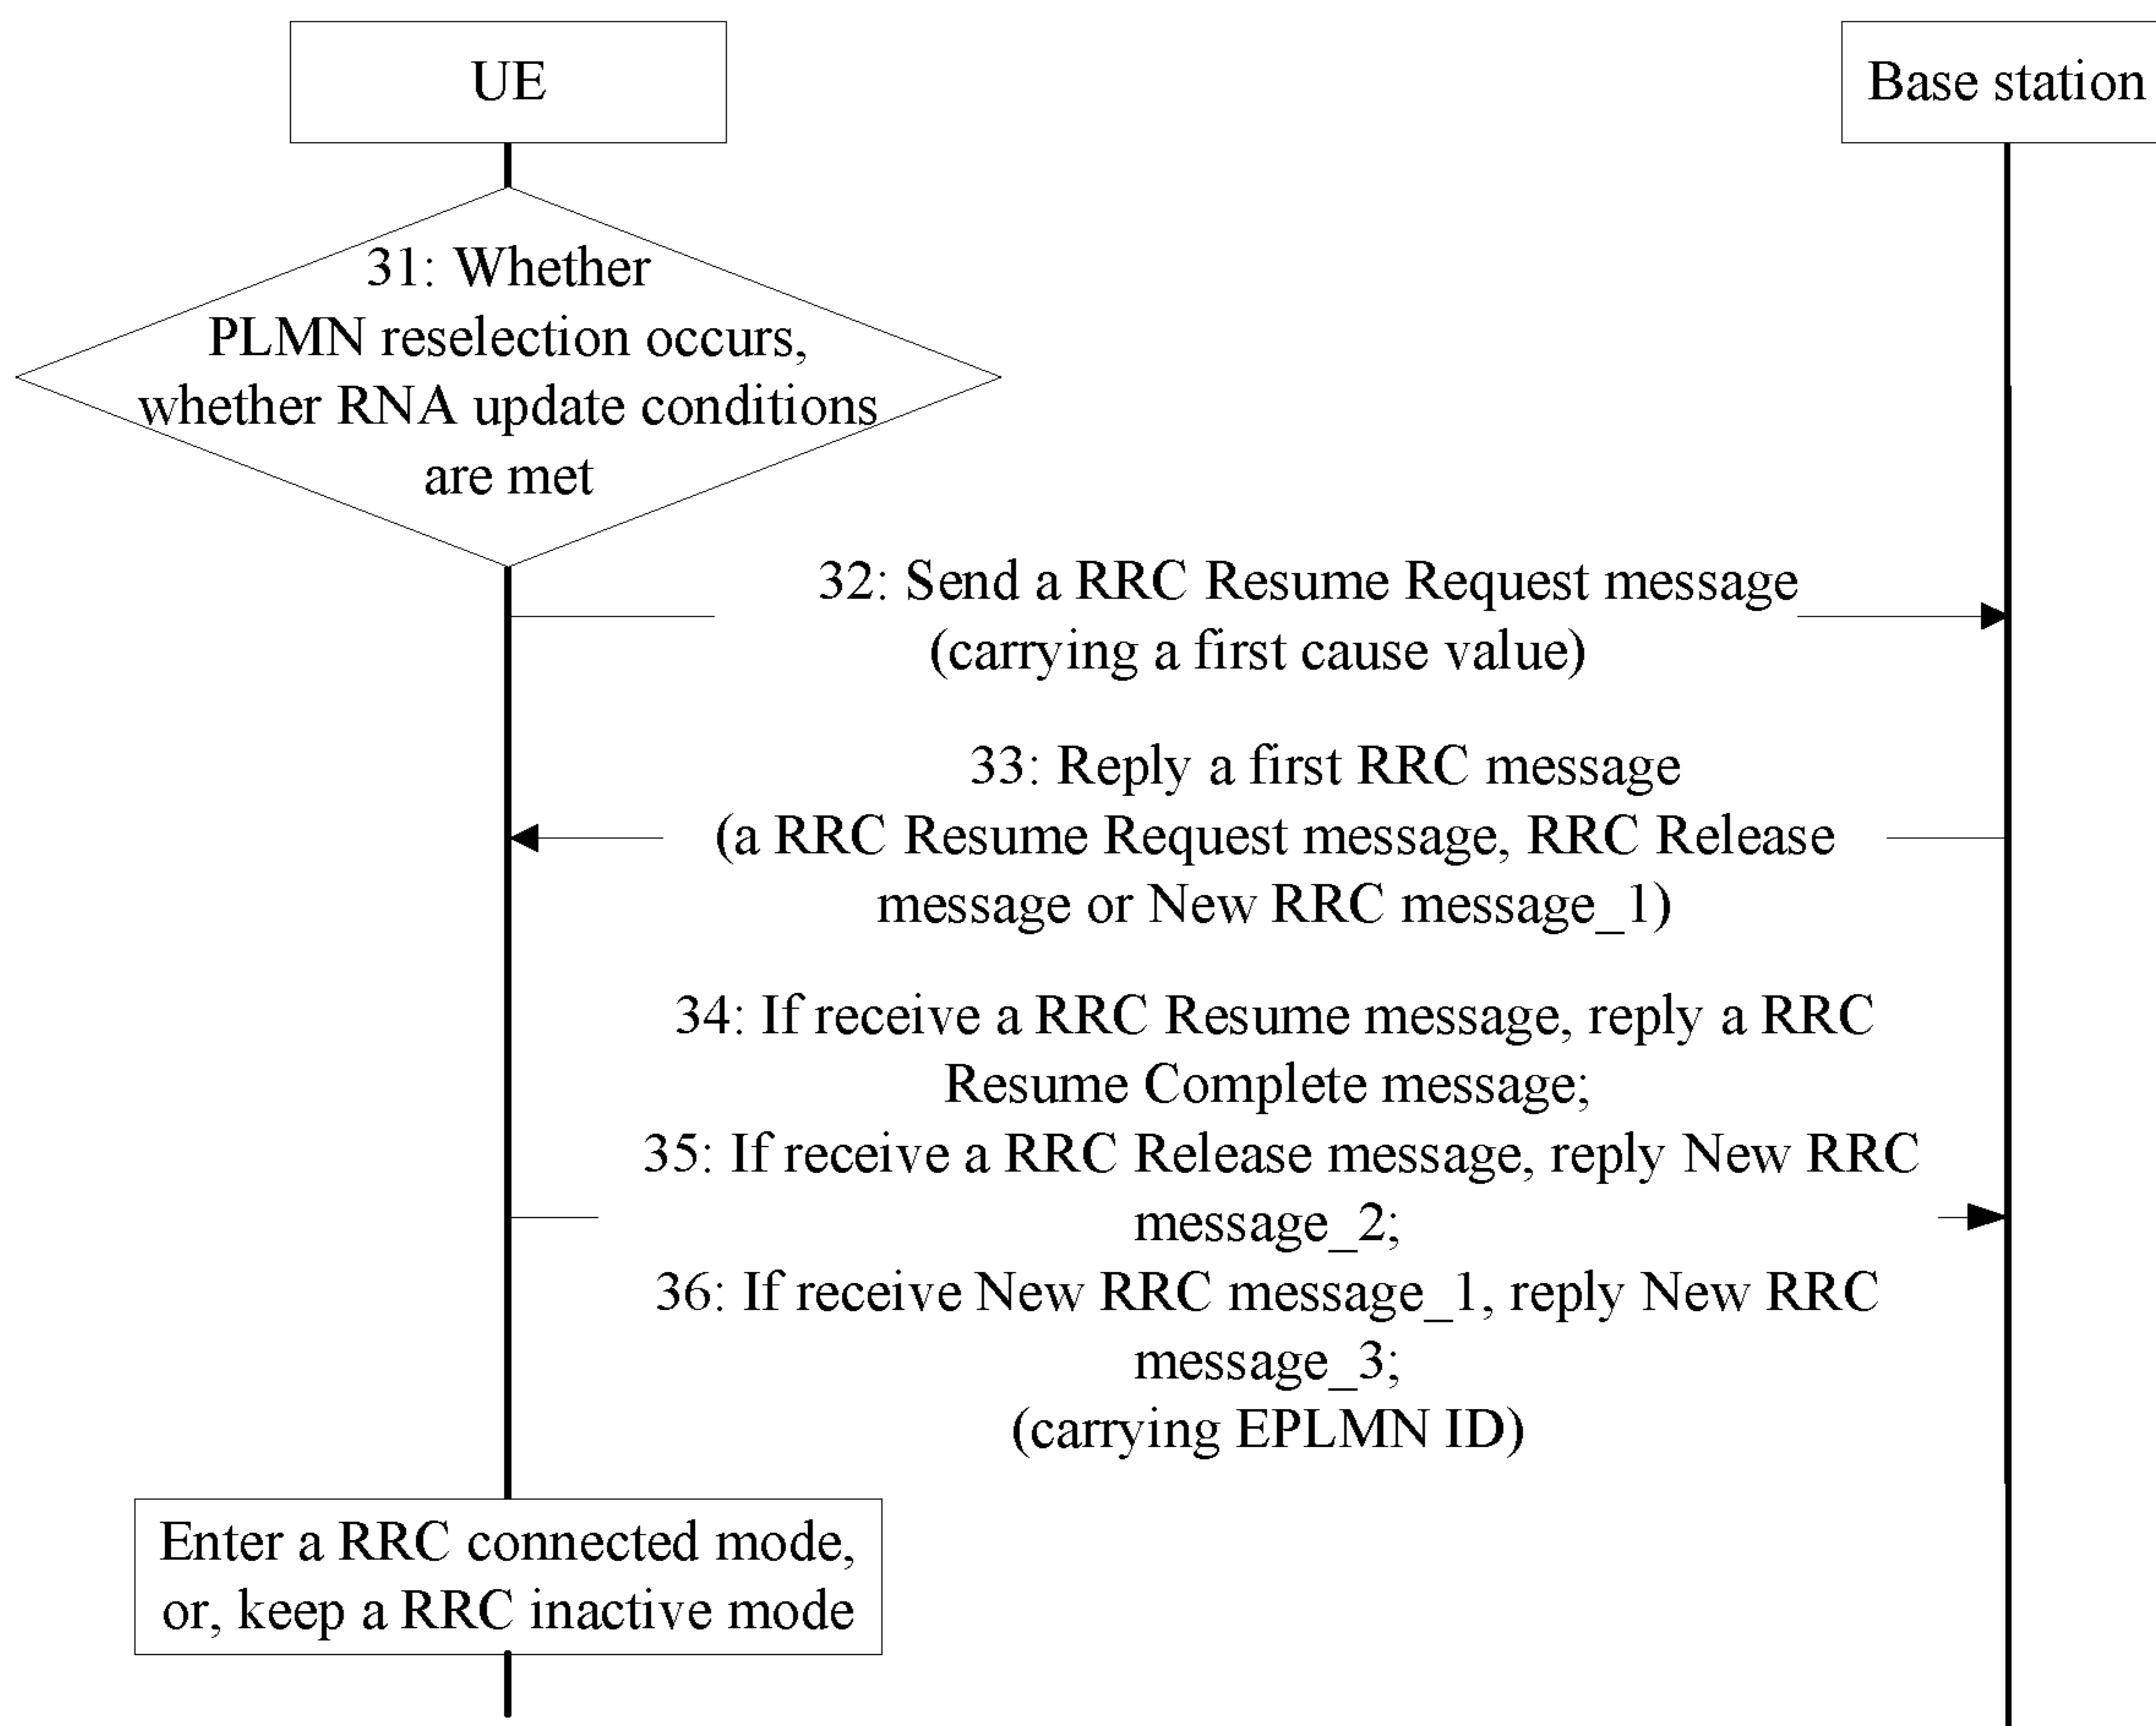 UE
Base station
31: Whether
PLMN reselection occurs,
whether RNA update conditions
are met
32: Send a RRC Resume Request message
(carrying a first cause value)
33: Reply a first RRC message
(a RRC Resume Request message, RRC Release
message or New RRC message_1)
34: If receive a RRC Resume message, reply a RRC
Resume Complete message;
35: If receive a RRC Release message, reply New RRC
message_2;
36: If receive New RRC message_1, reply New RRC
message_3;
(carrying EPLMN ID)
Enter a RRC connected mode,
or, keep a RRC inactive mode